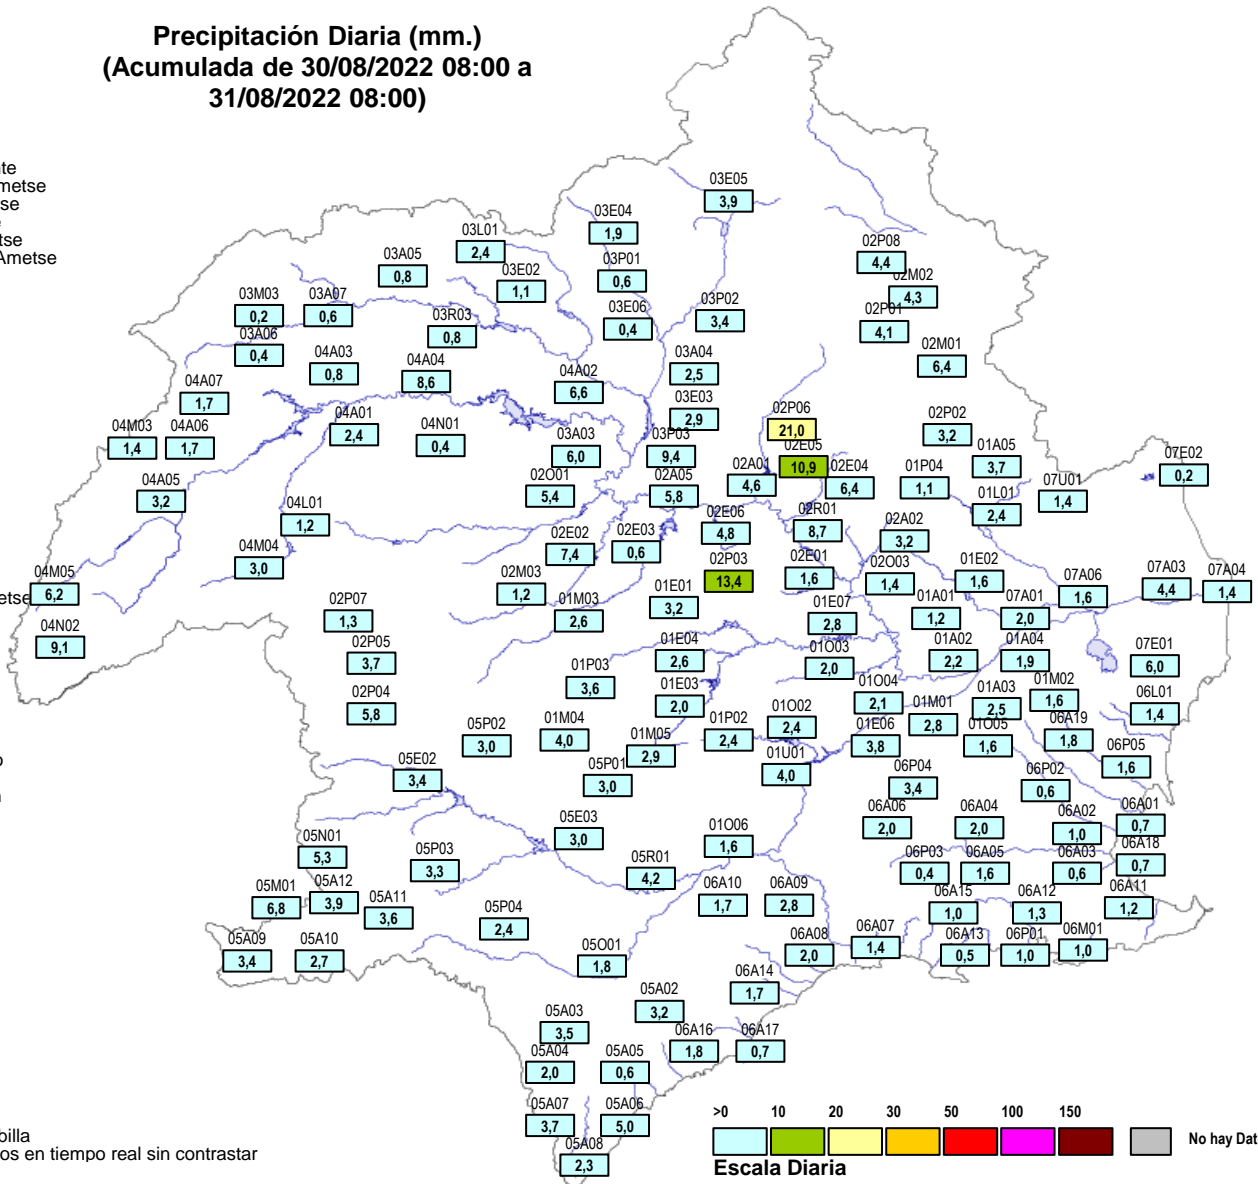 Precipitación Diaria (mm.)
(Acumulada de 30/08/2022 08:00 a
31/08/2022 08:00)
nte
metse
tse
e
tse
Ametse
03E05
3,9
03E04
1,9
03L01
2,4
02P08
4,4
03A05
0,8
03P01
0,6
03E02
1,1
02M02
4,3
03M03
0,2
03A07
0,6
03P02
3,4
03E06
0,4
02P01
4,1
03R03
0,8
03A06
0,4
02M01
6,4
04A03
0,8
04A04
8,6
03A04
2,5
04A02
6,6
04A07
1,7
03E03
2,9
02P06
21,0
04M03
1,4
04A06
1,7
04A01
2,4
04N01
0,4
03A03
6,0
03P03
9,4
02P02
3,2
02E05
10,9
01A05
3,7
07E02
0,2
02A01
4,6
02E04
6,4
01P04
1,1
04A05
3,2
02O01
5,4
02A05
5,8
07U01
1,4
01L01
2,4
04L01
1,2
02E06
4,8
02R01
8,7
02A02
3,2
02E02
7,4
02E03
0,6
04M04
3,0
02P03
13,4
02E01
1,6
02O03
1,4
01E02
1,6
04M05
6,2
etse
02M03
1,2
01E01
3,2
07A06
1,6
07A03
4,4
07A04
1,4
02P07
1,3
01M03
2,6
01E07
2,8
01A01
1,2
07A01
2,0
04N02
9,1
02P05
3,7
01E04
2,6
01O03
2,0
01A02
2,2
01A04
1,9
07E01
6,0
01P03
3,6
01E03
2,0
01O04
2,1
01A03
2,5
01M02
1,6
06L01
1,4
02P04
5,8
01M01
2,8
05P02
3,0
01M04
4,0
01M05
2,9
01P02
2,4
01O02
2,4
01E06
3,8
01O05
1,6
06A19
1,8
06P05
1,6
o
05E02
3,4
05P01
3,0
01U01
4,0
06P04
3,4
06P02
0,6
05E03
3,0
01O06
1,6
06A06
2,0
06A04
2,0
06A02
1,0
06A01
0,7
05N01
5,3
05P03
3,3
05R01
4,2
06P03
0,4
06A05
1,6
06A03
0,6
06A18
0,7
05M01
6,8
05A12
3,9
05A11
3,6
05P04
2,4
06A10
1,7
06A09
2,8
06A15
1,0
06A12
1,3
06A11
1,2
05A09
3,4
05A10
2,7
05O01
1,8
06A08
2,0
06A07
1,4
06A13
0,5
06P01
1,0
06M01
1,0
06A14
1,7
05A02
3,2
05A03
3,5
06A16
1,8
06A17
0,7
05A04
2,0
05A05
0,6
05A07
3,7
05A06
5,0
05A08
2,3
billa
os en tiempo real sin contrastar
>0 10 20 30 50 100 150
No hay Dat
Escala Diaria